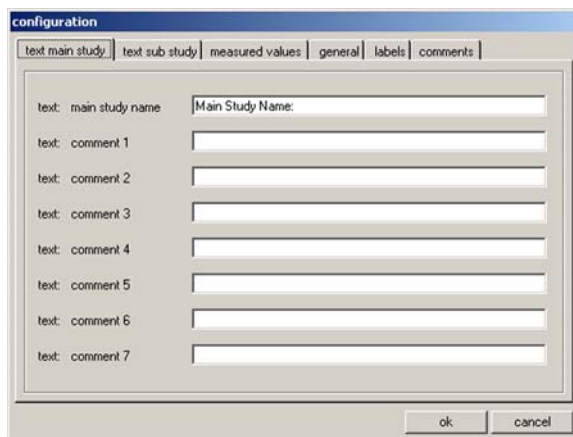 configuration
text main study text sub study measured values general labels comments
text: main study name Main Study Name:
text: comment 1
text: comment 2
text: comment 3
text: comment 4
text: comment 5
text: comment 6
text: comment 7
ok cancel